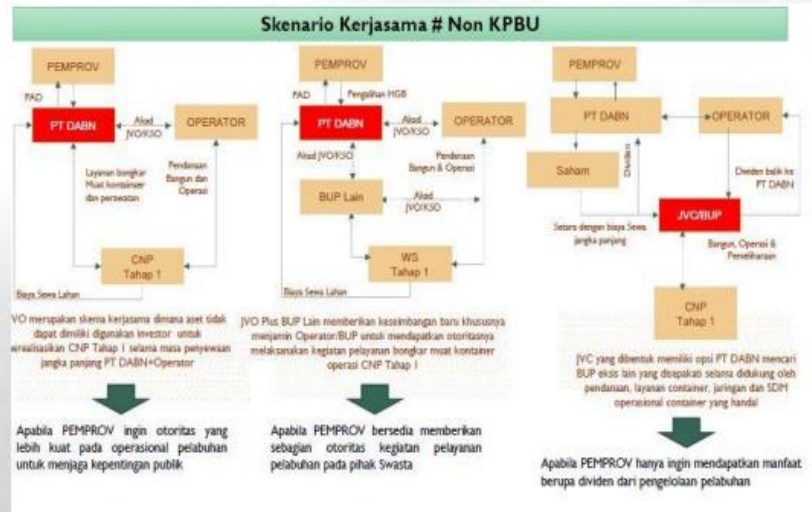 Skenario Kerjasama # Non KPBU
PEMPROV
PAD
PT DABN
Akad
JVO/KSO
OPERATOR
Layanan bongkar
Muat kontainer
dan perawatan
Pendanaan
Bangun dan
Operasi
CNP
Tahap 1
Biaya Sewa Lahan
JVO merupakan skema kerjasama dimana aset tidak
dapat dimiliki digunakan investor untuk
merealisasikan CNP Tahap 1 selama masa penyewaan
jangka panjang PT DABN+Operator
Apabila PEMPROV ingin otoritas yang
lebih kuat pada operasional pelabuhan
untuk menjaga kepentingan publik
PEMPROV
PAD
Pengalihan HGB
PT DABN
Akad
JVO/KSO
OPERATOR
Akad JVO/KSO
Pendanaan
Bangun & Operasi
BUP Lain
Akad
JVO/KSO
WS
Tahap 1
Biaya Sewa Lahan
JVO Plus BUP Lain memberikan keseimbangan baru khususnya
menjamin Operator/BUP untuk mendapatkan otoritasnya
melaksanakan kegiatan pelayanan bongkar muat kontainer
operasi CNP Tahap 1
Apabila PEMPROV bersedia memberikan
sebagian otoritas kegiatan pelayanan
pelabuhan pada pihak Swasta
PEMPROV
PT DABN
OPERATOR
Saham
Dividen
Dividen balik ke
PT DABN
JVC/BUP
Setara dengan biaya Sewa
jangka panjang
Bangun, Operasi &
Pemeliharaan
CNP
Tahap 1
JVC yang dibentuk memiliki opsi PT DABN mencari
BUP eksis lain yang disepakati selama didukung oleh
pendanaan, layanan container, jaringan dan SDM
operasional container yang handal
Apabila PEMPROV hanya ingin mendapatkan manfaat
berupa dividen dari pengelolaan pelabuhan